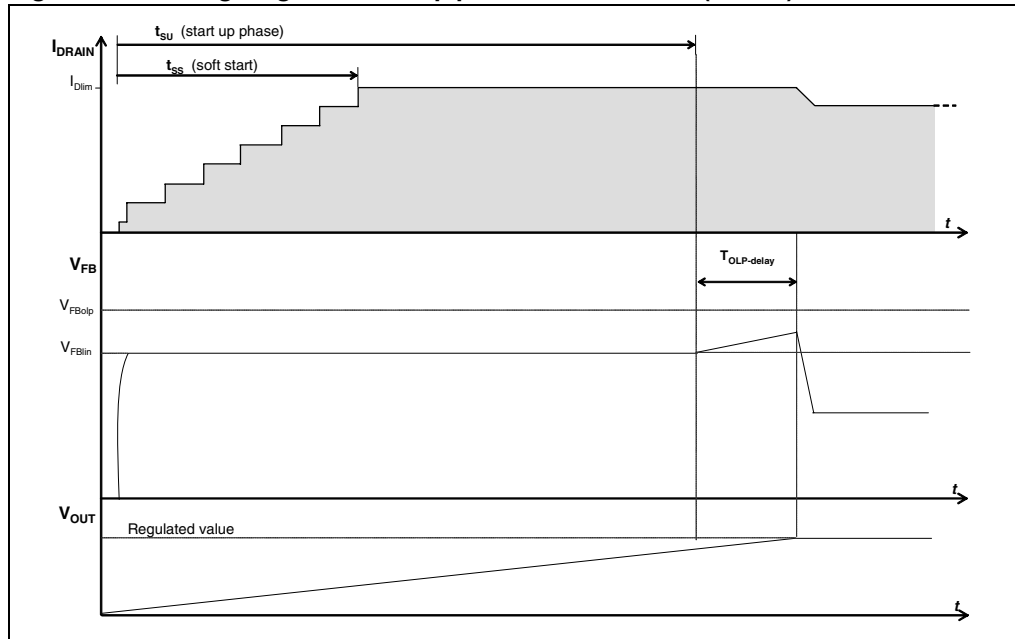 t_SU (start up phase)
I_DRAIN
t_SS (soft start)
I_Dlim
t
V_FB
T_OLP-delay
V_FBolp
V_FBlin
t
V_OUT
Regulated value
t